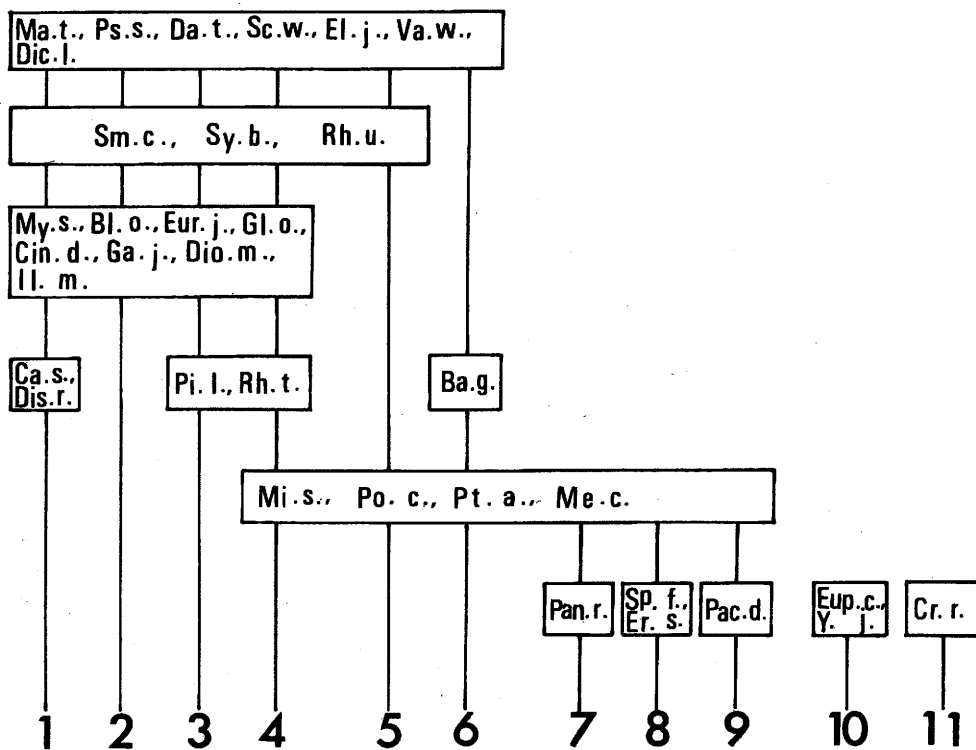 Ma.t., Ps.s., Da.t., Sc.w., El.j., Va.w.,
Dic.l.
Sm.c., Sy.b., Rh.u.
My.s., Bl.o., Eur.j., Gl.o.,
Cin.d., Ga.j., Dio.m.,
Il. m.
Ca.s.,
Dis.r.
Pi.l., Rh.t.
Ba.g.
Mi.s., Po.c., Pt.a., Me.c.
Pan.r.
Sp. f.,
Er. s.
Pac.d.
Eup.c.,
Y. j.
Cr. r.
1 2 3 4 5 6 7 8 9 10 11